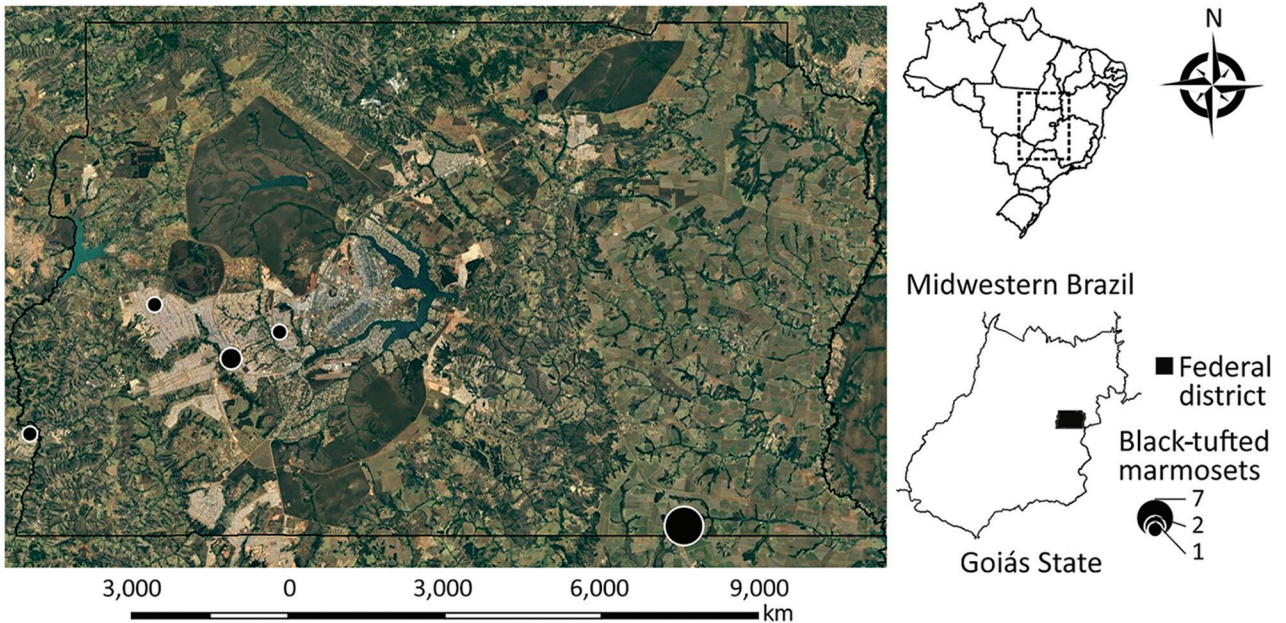 N
Midwestern Brazil
Federal
district
Black-tufted
marmosets
7
2
1
Goiás State
3,000 0 3,000 6,000 9,000
km